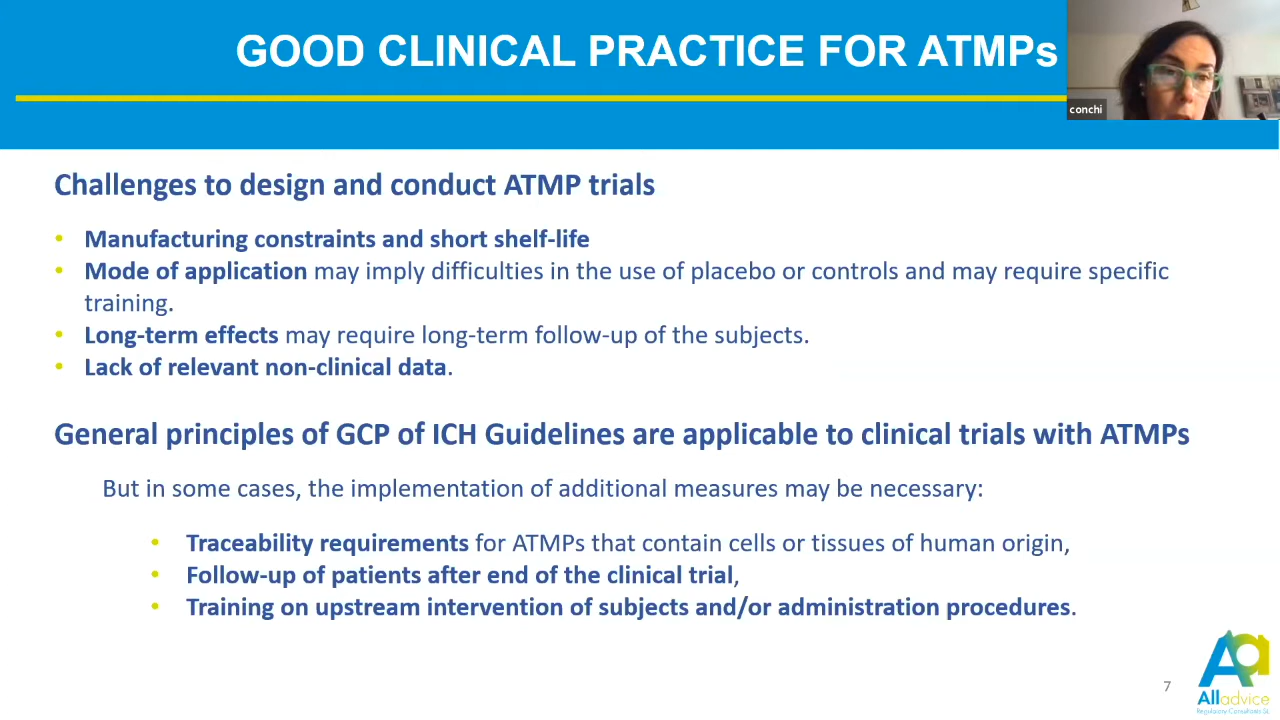 GOOD CLINICAL PRACTICE FOR ATMPs
conchi
Challenges to design and conduct ATMP trials
• Manufacturing constraints and short shelf-life
• Mode of application may imply difficulties in the use of placebo or controls and may require specific
training.
• Long-term effects may require long-term follow-up of the subjects.
• Lack of relevant non-clinical data.
General principles of GCP of ICH Guidelines are applicable to clinical trials with ATMPs
But in some cases, the implementation of additional measures may be necessary:
• Traceability requirements for ATMPs that contain cells or tissues of human origin,
• Follow-up of patients after end of the clinical trial,
• Training on upstream intervention of subjects and/or administration procedures.
7
Alladvice
Regulatory Consultants SL